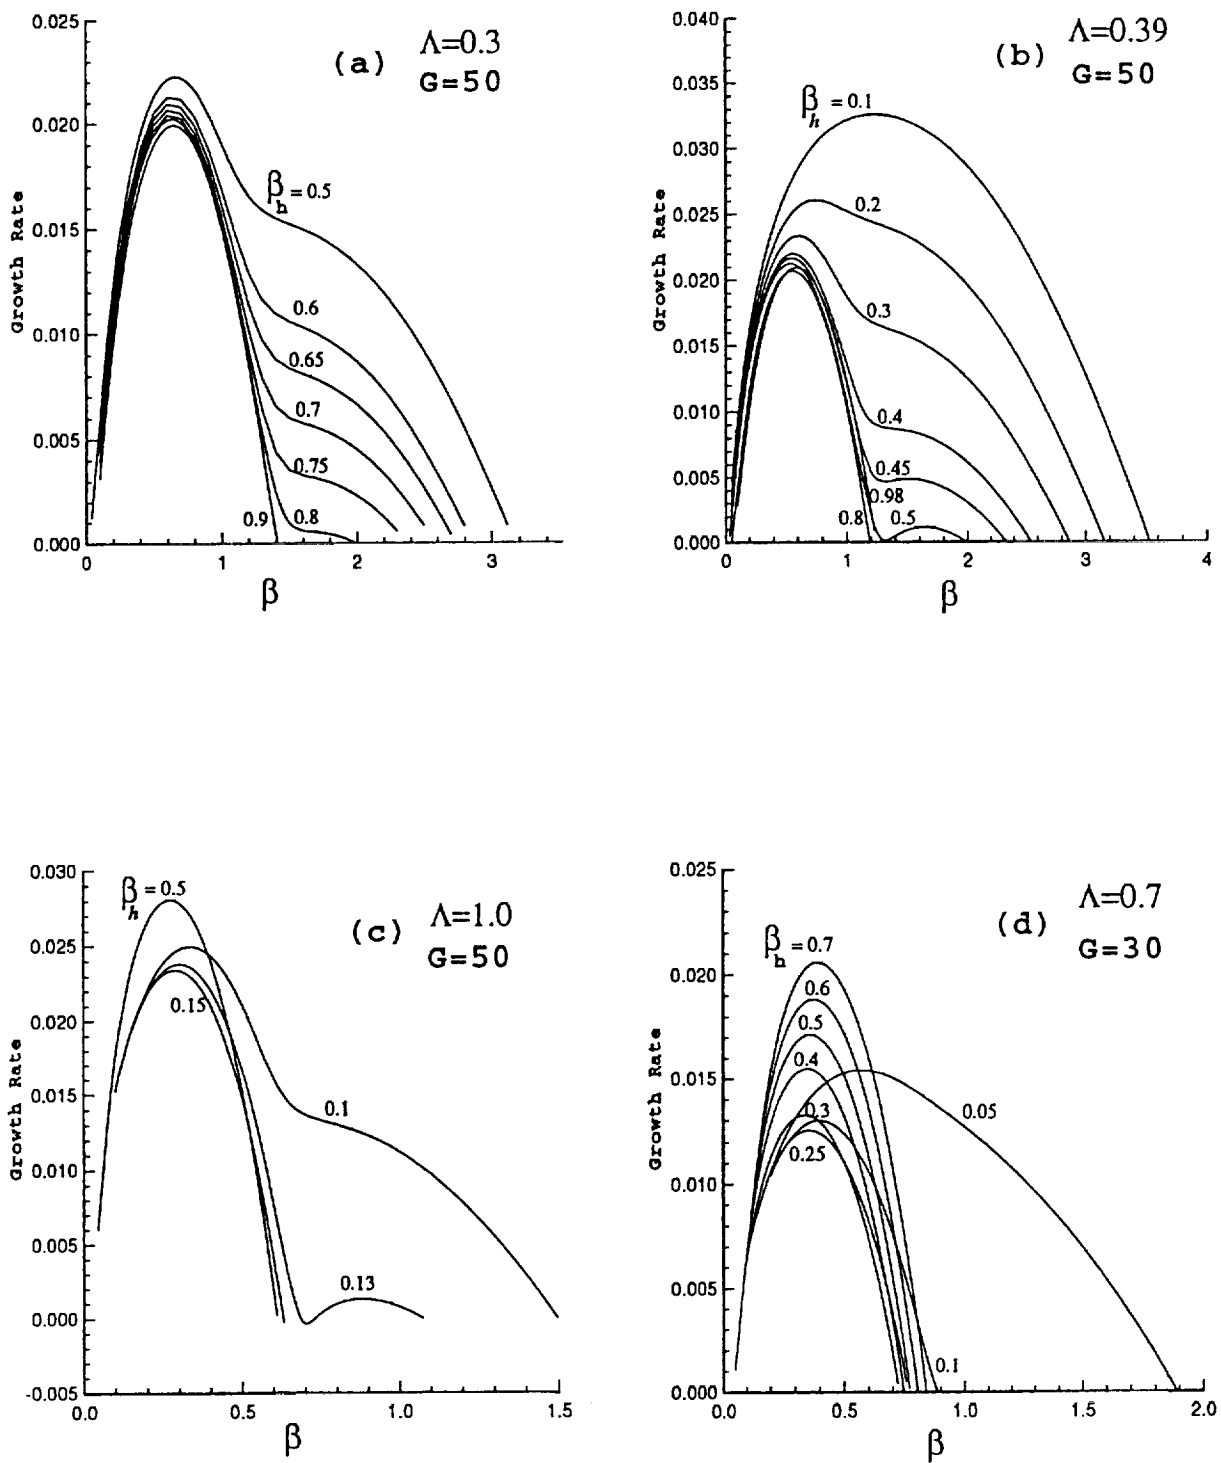 (a) Λ=0.3
G=50
Growth Rate
0.025
0.020
0.015
0.010
0.005
0.000
β_h = 0.5
0.6
0.65
0.7
0.75
0.8
0.9
0 1 2 3
β
(b) Λ=0.39
G=50
Growth Rate
0.040
0.035
0.030
0.025
0.020
0.015
0.010
0.005
0.000
β_h = 0.1
0.2
0.3
0.4
0.45
0.98
0.8 0.5
0 1 2 3 4
β
(c) Λ=1.0
G=50
Growth Rate
0.030
0.025
0.020
0.015
0.010
0.005
0.000
-0.005
β_h = 0.5
0.15
0.1
0.13
0.0 0.5 1.0 1.5
β
(d) Λ=0.7
G=30
Growth Rate
0.025
0.020
0.015
0.010
0.005
0.000
β_h = 0.7
0.6
0.5
0.4
0.3
0.25
0.05
0.1
0.0 0.5 1.0 1.5 2.0
β